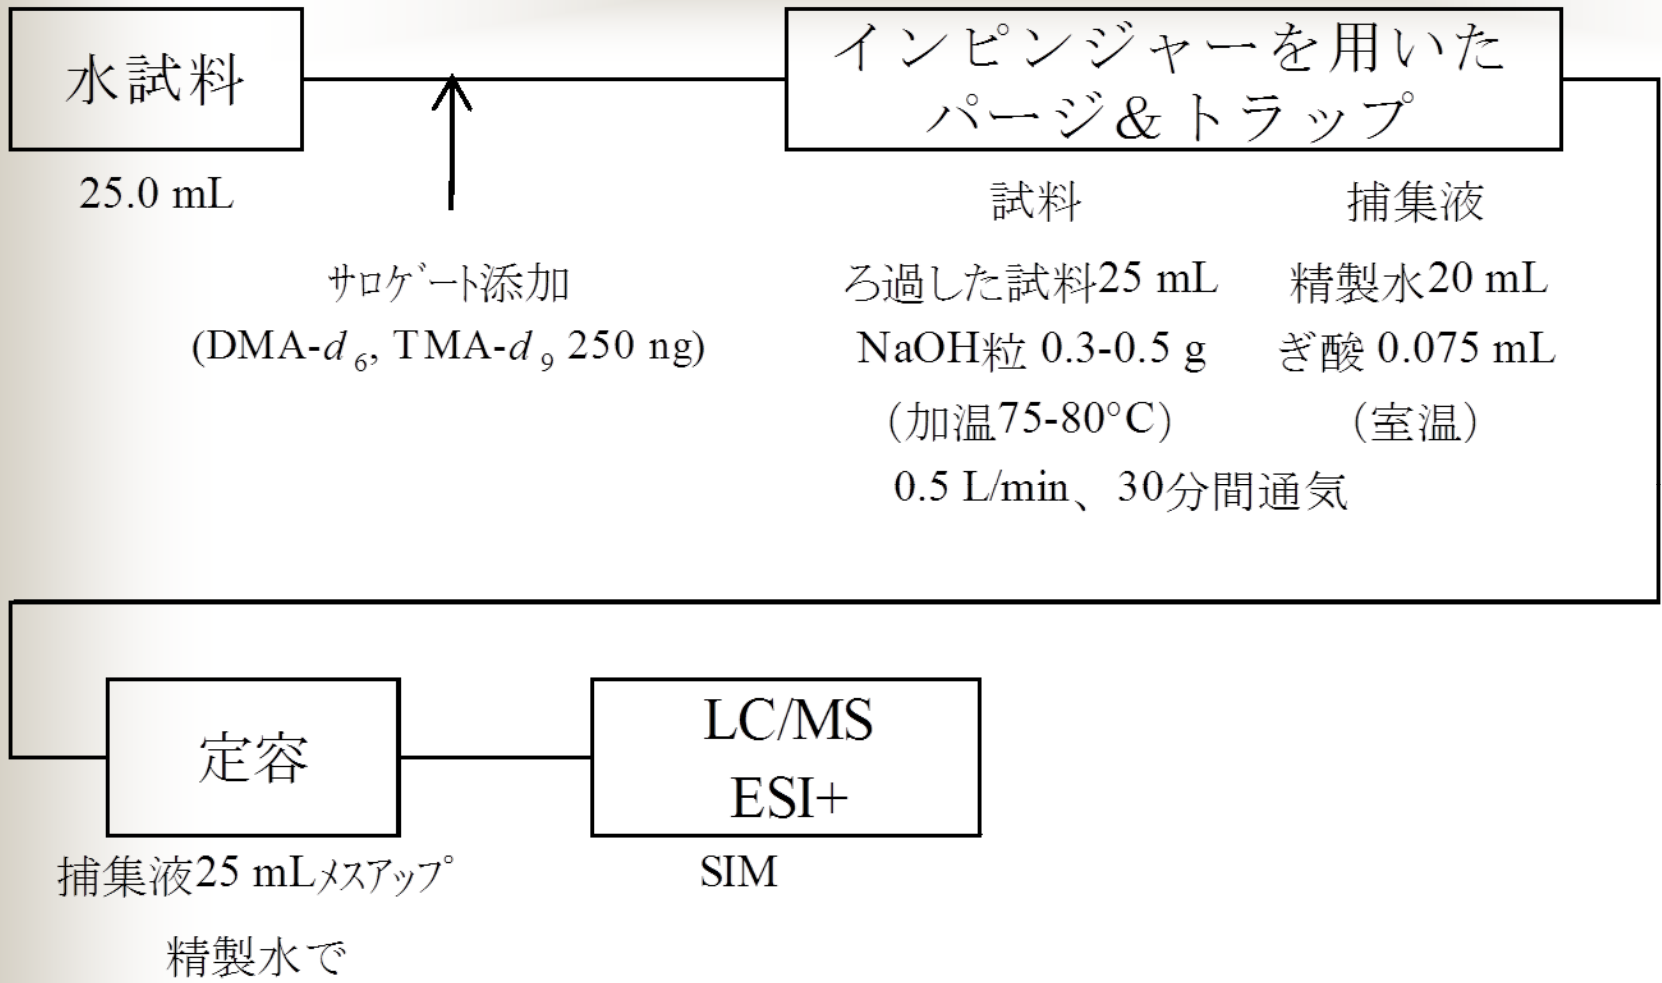 水試料
25.0 mL
サロゲート添加
(DMA-d6, TMA-d9 250 ng)
インピンジャーを用いた
パージ&トラップ
試料
ろ過した試料25 mL
NaOH粒 0.3-0.5 g
（加温75-80°C）
捕集液
精製水20 mL
ぎ酸 0.075 mL
（室温）
0.5 L/min、30分間通気
定容
捕集液25 mLメスアップ
精製水で
LC/MS
ESI+
SIM